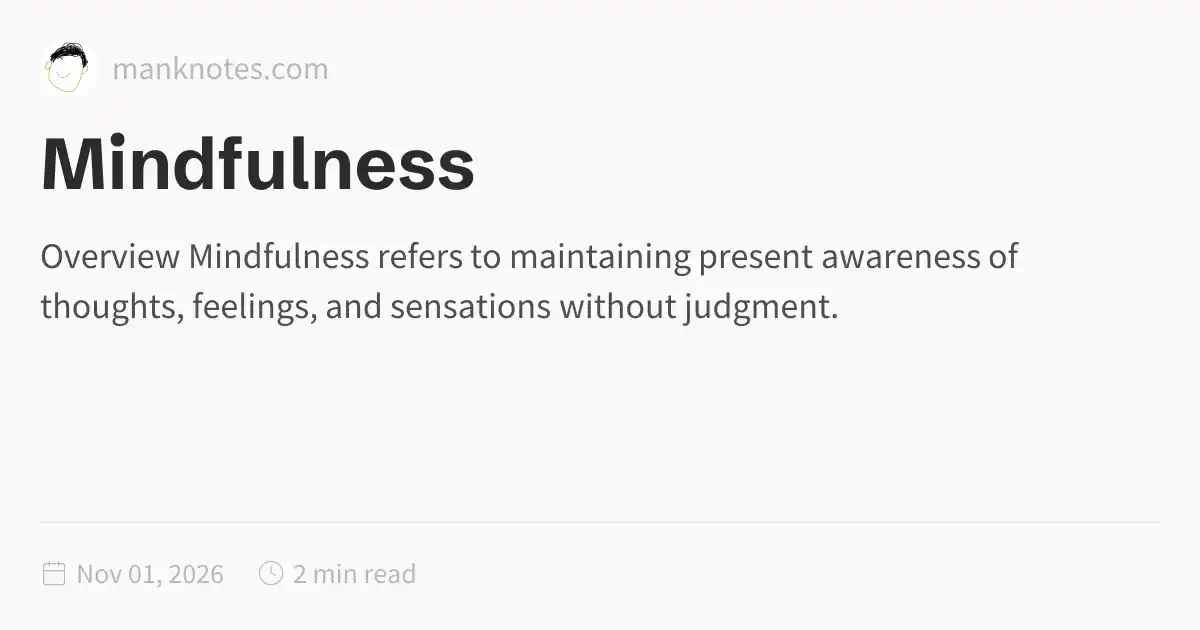 manknotes.com
Mindfulness
Overview Mindfulness refers to maintaining present awareness of
thoughts, feelings, and sensations without judgment.
Nov 01, 2026 2 min read